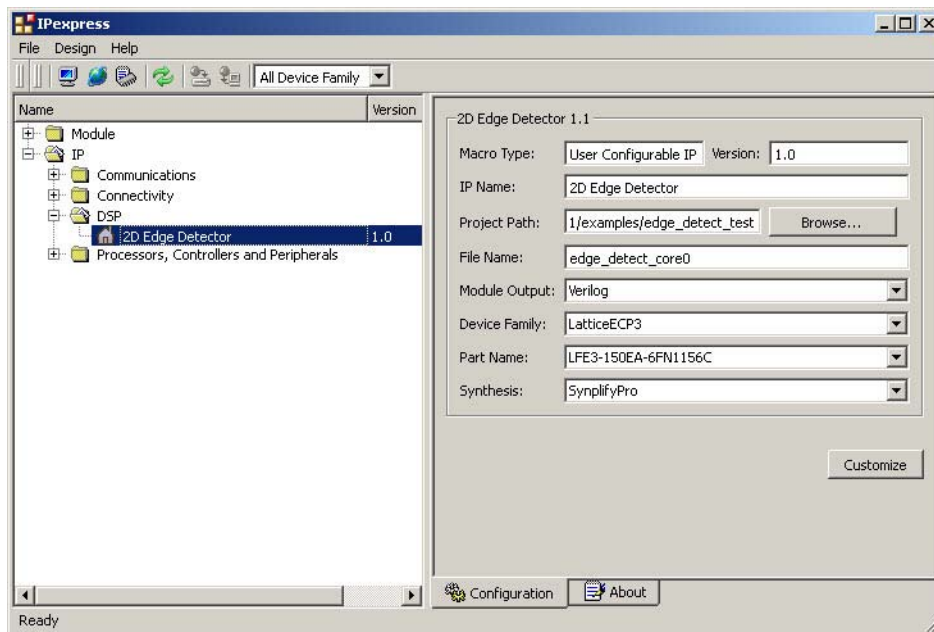 IPexpress
File Design Help
All Device Family
Name Version
Module
IP
Communications
Connectivity
DSP
2D Edge Detector 1.0
Processors, Controllers and Peripherals
2D Edge Detector 1.1
Macro Type: User Configurable IP Version: 1.0
IP Name: 2D Edge Detector
Project Path: 1/examples/edge_detect_test Browse...
File Name: edge_detect_core0
Module Output: Verilog
Device Family: LatticeECP3
Part Name: LFE3-150EA-6FN1156C
Synthesis: SynplifyPro
Customize
Configuration About
Ready